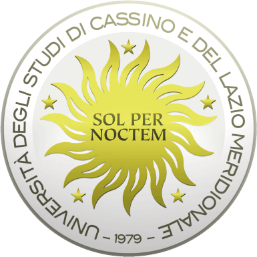 UNIVERSITÀ DEGLI STUDI DI CASSINO E DEL LAZIO MERIDIONALE
SOL PER
NOCTEM
- 1979 -